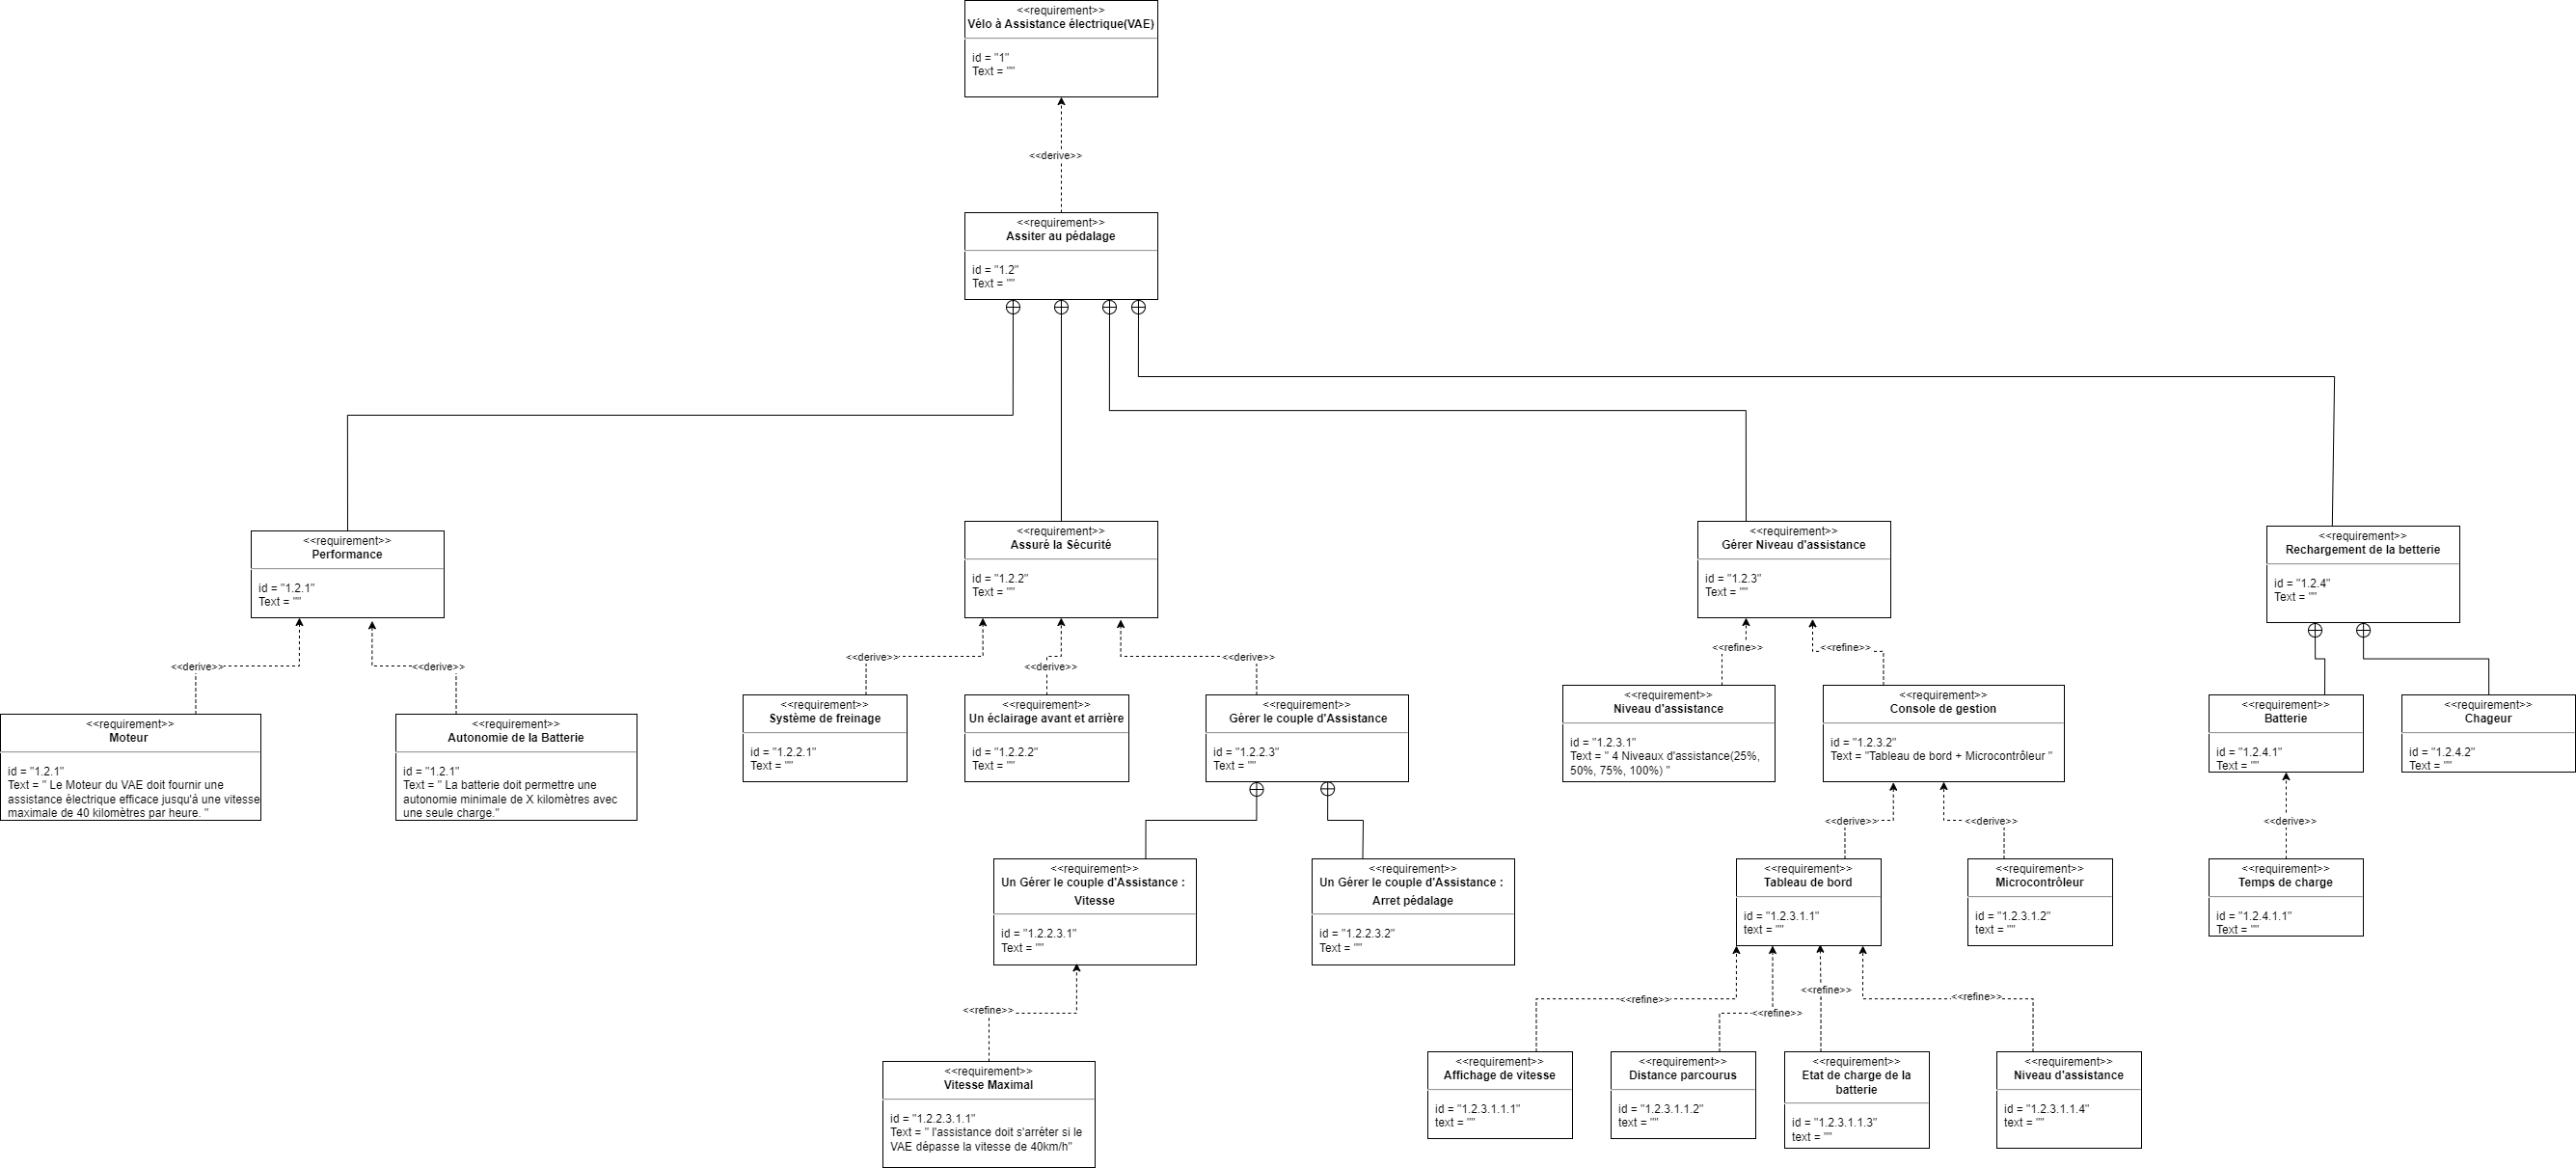 <<requirement>>
Vélo à Assistance électrique(VAE)
id = "1"
Text = ""
<<derive>>
<<requirement>>
Assiter au pédalage
id = "1.2"
Text = ""
<<requirement>>
Performance
id = "1.2.1"
Text = ""
<<requirement>>
Assuré la Sécurité
id = "1.2.2"
Text = ""
<<requirement>>
Gérer Niveau d'assistance
id = "1.2.3"
Text = ""
<<requirement>>
Rechargement de la betterie
id = "1.2.4"
Text = ""
<<derive>>
<<derive>>
<<derive>>
<<derive>>
<<derive>>
<<refine>>
<<refine>>
<<requirement>>
Moteur
id = "1.2.1"
Text = " Le Moteur du VAE doit fournir une
assistance électrique efficace jusqu'à une vitesse
maximale de 40 kilomètres par heure. "
<<requirement>>
Autonomie de la Batterie
id = "1.2.1"
Text = " La batterie doit permettre une
autonomie minimale de X kilomètres avec
une seule charge."
<<requirement>>
Système de freinage
id = "1.2.2.1"
Text = ""
<<requirement>>
Un éclairage avant et arrière
id = "1.2.2.2"
Text = ""
<<requirement>>
Gérer le couple d'Assistance
id = "1.2.2.3"
Text = ""
<<requirement>>
Niveau d'assistance
id = "1.2.3.1"
Text = " 4 Niveaux d'assistance(25%,
50%, 75%, 100%) "
<<requirement>>
Console de gestion
id = "1.2.3.2"
Text = "Tableau de bord + Microcontrôleur "
<<requirement>>
Batterie
id = "1.2.4.1"
Text = ""
<<requirement>>
Chageur
id = "1.2.4.2"
Text = ""
<<derive>>
<<derive>>
<<derive>>
<<requirement>>
Un Gérer le couple d'Assistance :
Vitesse
id = "1.2.2.3.1"
Text = ""
<<requirement>>
Un Gérer le couple d'Assistance :
Arret pédalage
id = "1.2.2.3.2"
Text = ""
<<requirement>>
Tableau de bord
id = "1.2.3.1.1"
text = ""
<<requirement>>
Microcontrôleur
id = "1.2.3.1.2"
text = ""
<<requirement>>
Temps de charge
id = "1.2.4.1.1"
Text = ""
<<refine>>
<<refine>>
<<refine>>
<<refine>>
<<refine>>
<<requirement>>
Vitesse Maximal
id = "1.2.2.3.1.1"
Text = " l'assistance doit s'arrêter si le
VAE dépasse la vitesse de 40km/h"
<<requirement>>
Affichage de vitesse
id = "1.2.3.1.1.1"
text = ""
<<requirement>>
Distance parcourus
id = "1.2.3.1.1.2"
text = ""
<<requirement>>
Etat de charge de la
batterie
id = "1.2.3.1.1.3"
text = ""
<<requirement>>
Niveau d'assistance
id = "1.2.3.1.1.4"
text = ""